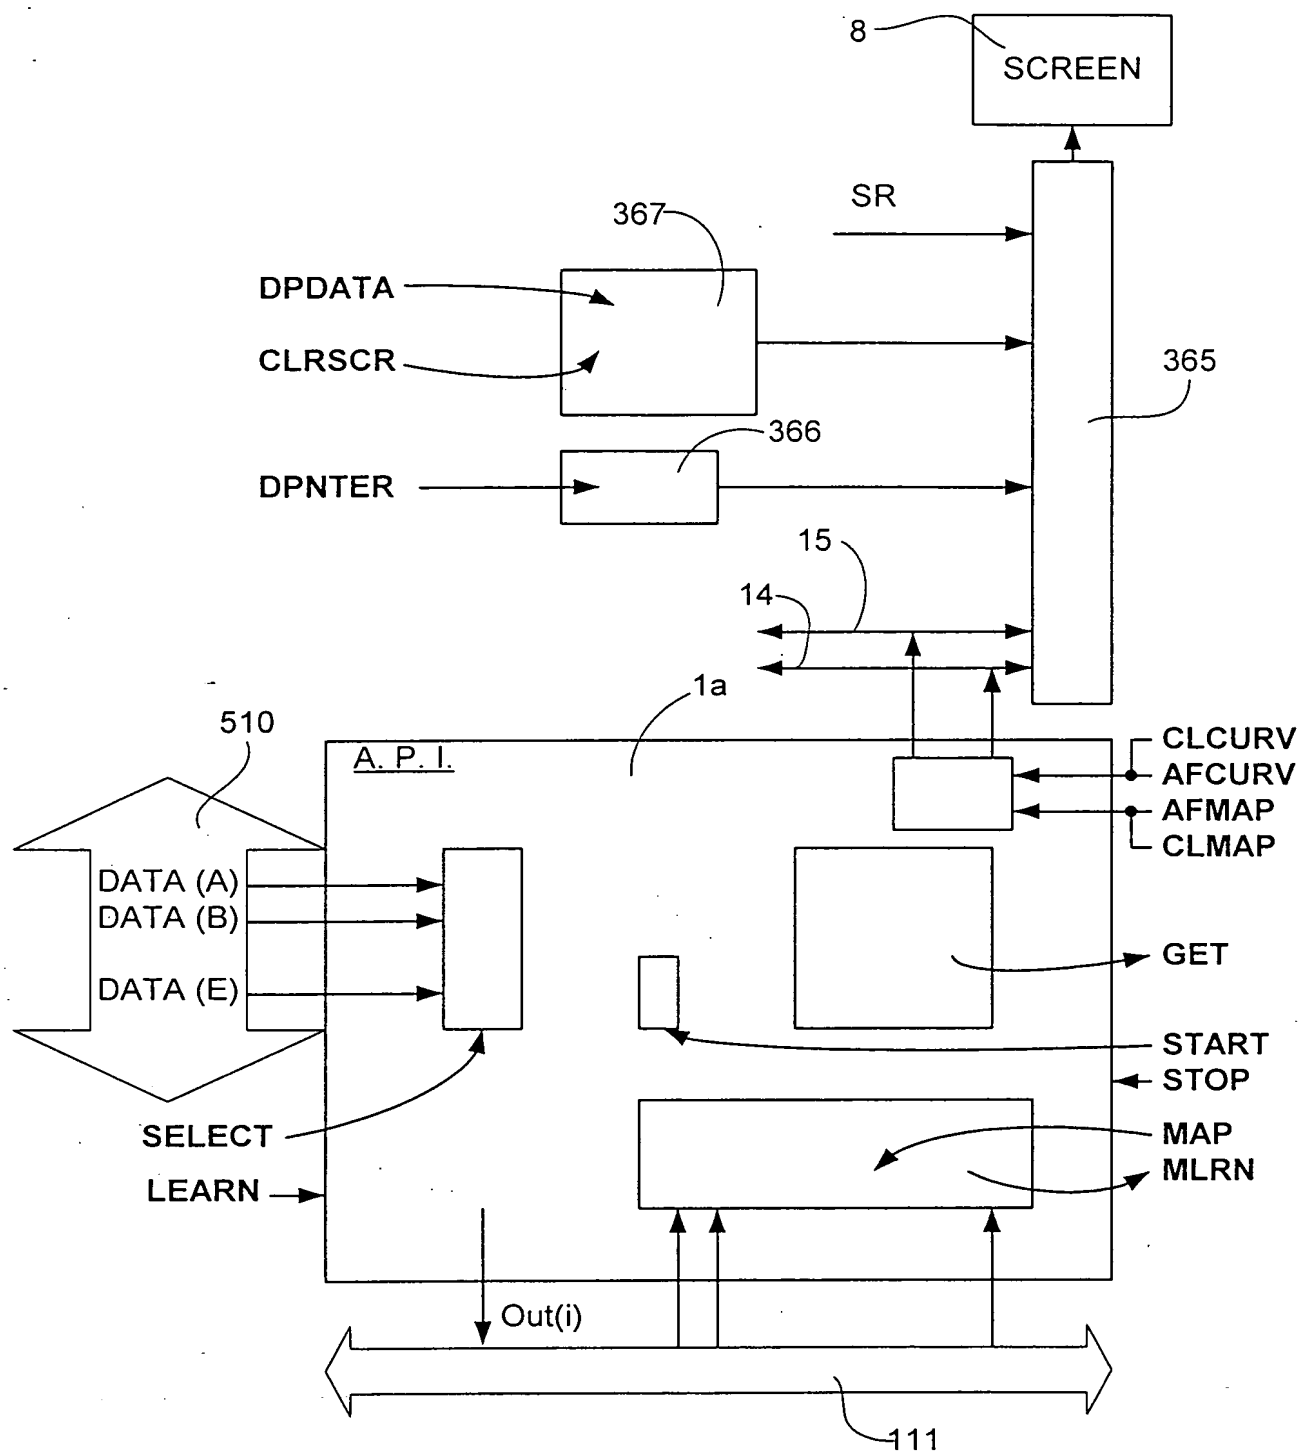 8
SCREEN
SR
367
DPDATA
CLRSCR
365
366
DPNTER
15
14
1a
510
A. P. I.
CLCURV
AFCURV
AFMAP
CLMAP
DATA (A)
DATA (B)
DATA (E)
GET
START
STOP
SELECT
MAP
LEARN
MLRN
Out(i)
111